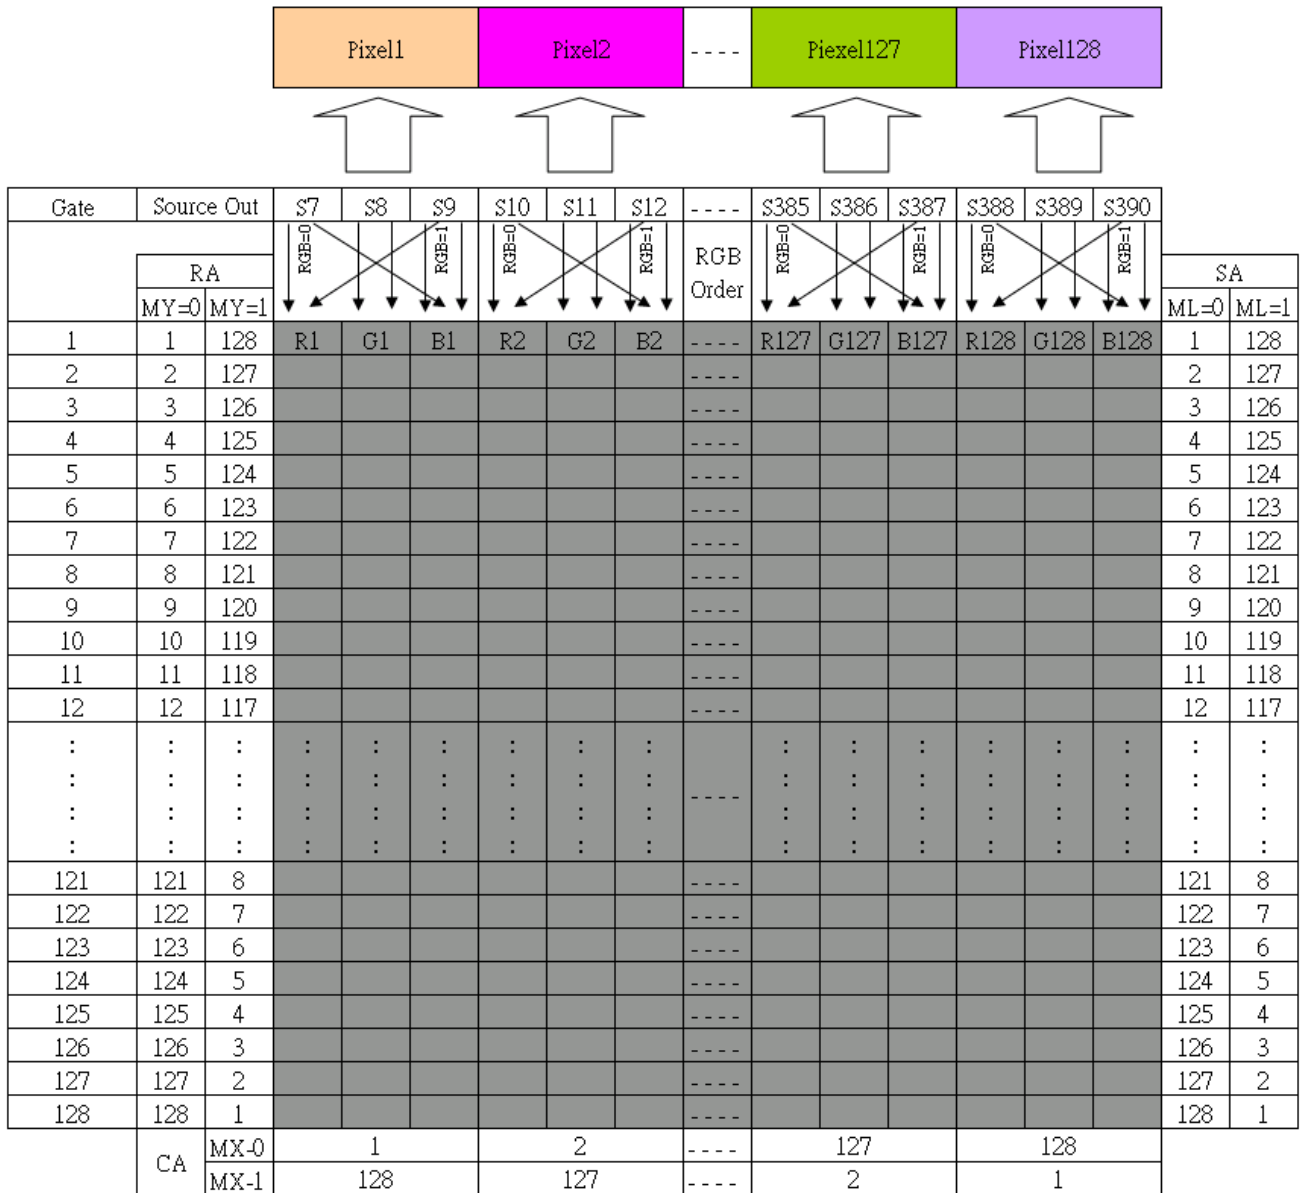 Pixel1 Pixel2 - - - - Piexel127 Pixel128
Gate Source Out S7 S8 S9 S10 S11 S12 - - - - S385 S386 S387 S388 S389 S390
RGB=0 RGB=1 RGB=0 RGB=1 RGB Order RGB=0 RGB=1 RGB=0 RGB=1
RA SA
MY=0 MY=1 ML=0 ML=1
1 1 128 R1 G1 B1 R2 G2 B2 - - - - R127 G127 B127 R128 G128 B128 1 128
2 2 127 - - - - 2 127
3 3 126 - - - - 3 126
4 4 125 - - - - 4 125
5 5 124 - - - - 5 124
6 6 123 - - - - 6 123
7 7 122 - - - - 7 122
8 8 121 - - - - 8 121
9 9 120 - - - - 9 120
10 10 119 - - - - 10 119
11 11 118 - - - - 11 118
12 12 117 - - - - 12 117
: : : : : : : : : : : : : : : : :
: : : : : : : : : : : : : : : : :
- - - -
: : : : : : : : : : : : : : : : :
: : : : : : : : : : : : : : : : :
121 121 8 - - - - 121 8
122 122 7 - - - - 122 7
123 123 6 - - - - 123 6
124 124 5 - - - - 124 5
125 125 4 - - - - 125 4
126 126 3 - - - - 126 3
127 127 2 - - - - 127 2
128 128 1 - - - - 128 1
CA
MX-0 1 2 - - - - 127 128
MX-1 128 127 - - - - 2 1